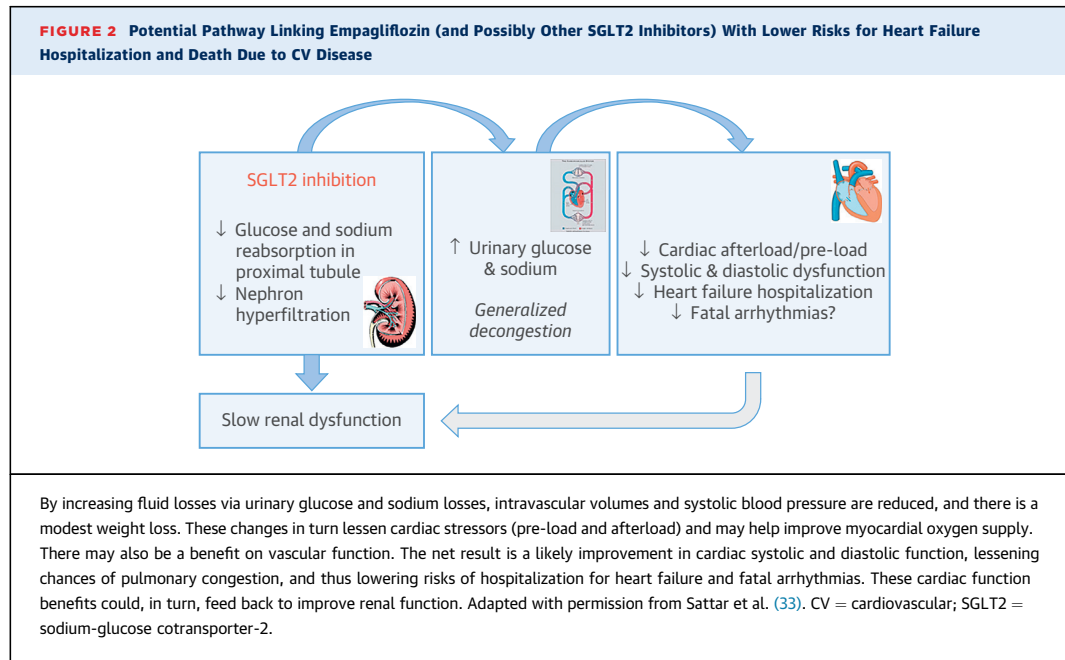 FIGURE 2 Potential Pathway Linking Empagliflozin (and Possibly Other SGLT2 Inhibitors) With Lower Risks for Heart Failure
Hospitalization and Death Due to CV Disease
SGLT2 inhibition
↓ Glucose and sodium
reabsorption in
proximal tubule
↓ Nephron
hyperfiltration
↑ Urinary glucose
& sodium
Generalized
decongestion
↓ Cardiac afterload/pre-load
↓ Systolic & diastolic dysfunction
↓ Heart failure hospitalization
↓ Fatal arrhythmias?
Slow renal dysfunction
By increasing fluid losses via urinary glucose and sodium losses, intravascular volumes and systolic blood pressure are reduced, and there is a
modest weight loss. These changes in turn lessen cardiac stressors (pre-load and afterload) and may help improve myocardial oxygen supply.
There may also be a benefit on vascular function. The net result is a likely improvement in cardiac systolic and diastolic function, lessening
chances of pulmonary congestion, and thus lowering risks of hospitalization for heart failure and fatal arrhythmias. These cardiac function
benefits could, in turn, feed back to improve renal function. Adapted with permission from Sattar et al. (33). CV = cardiovascular; SGLT2 =
sodium-glucose cotransporter-2.